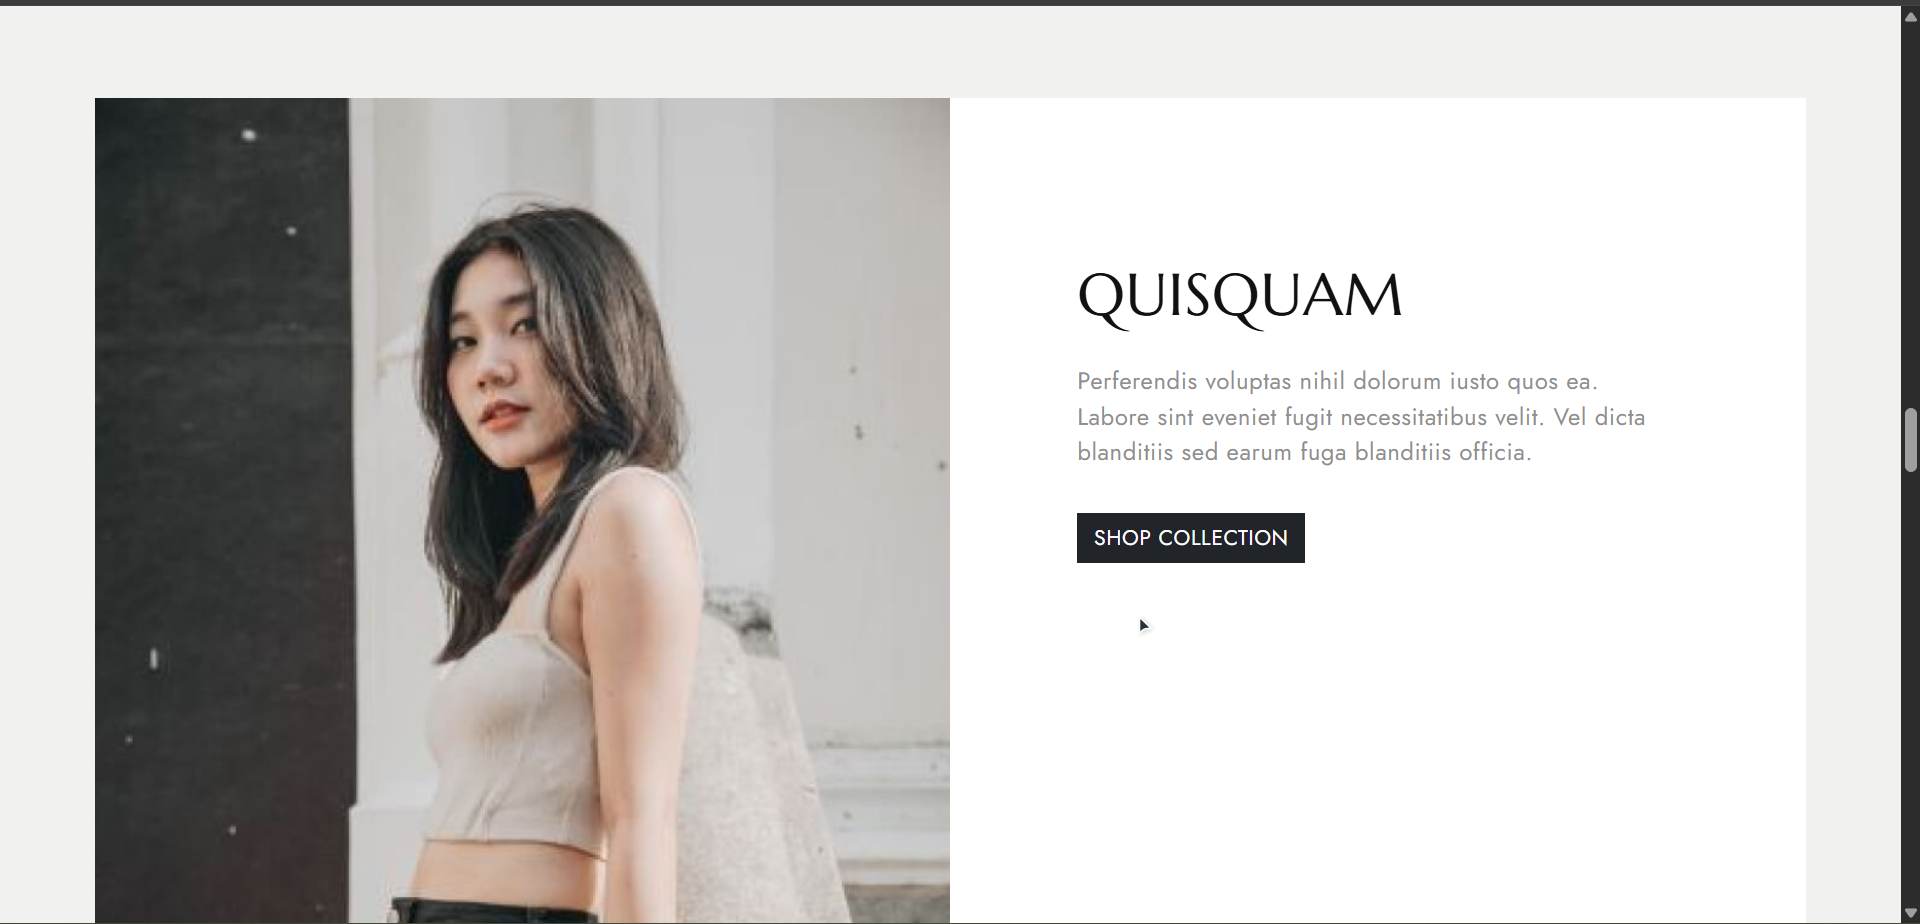 QUISQUAM
Perferendis voluptas nihil dolorum iusto quos ea.
Labore sint eveniet fugit necessitatibus velit. Vel dicta
blanditiis sed earum fuga blanditiis officia.
SHOP COLLECTION